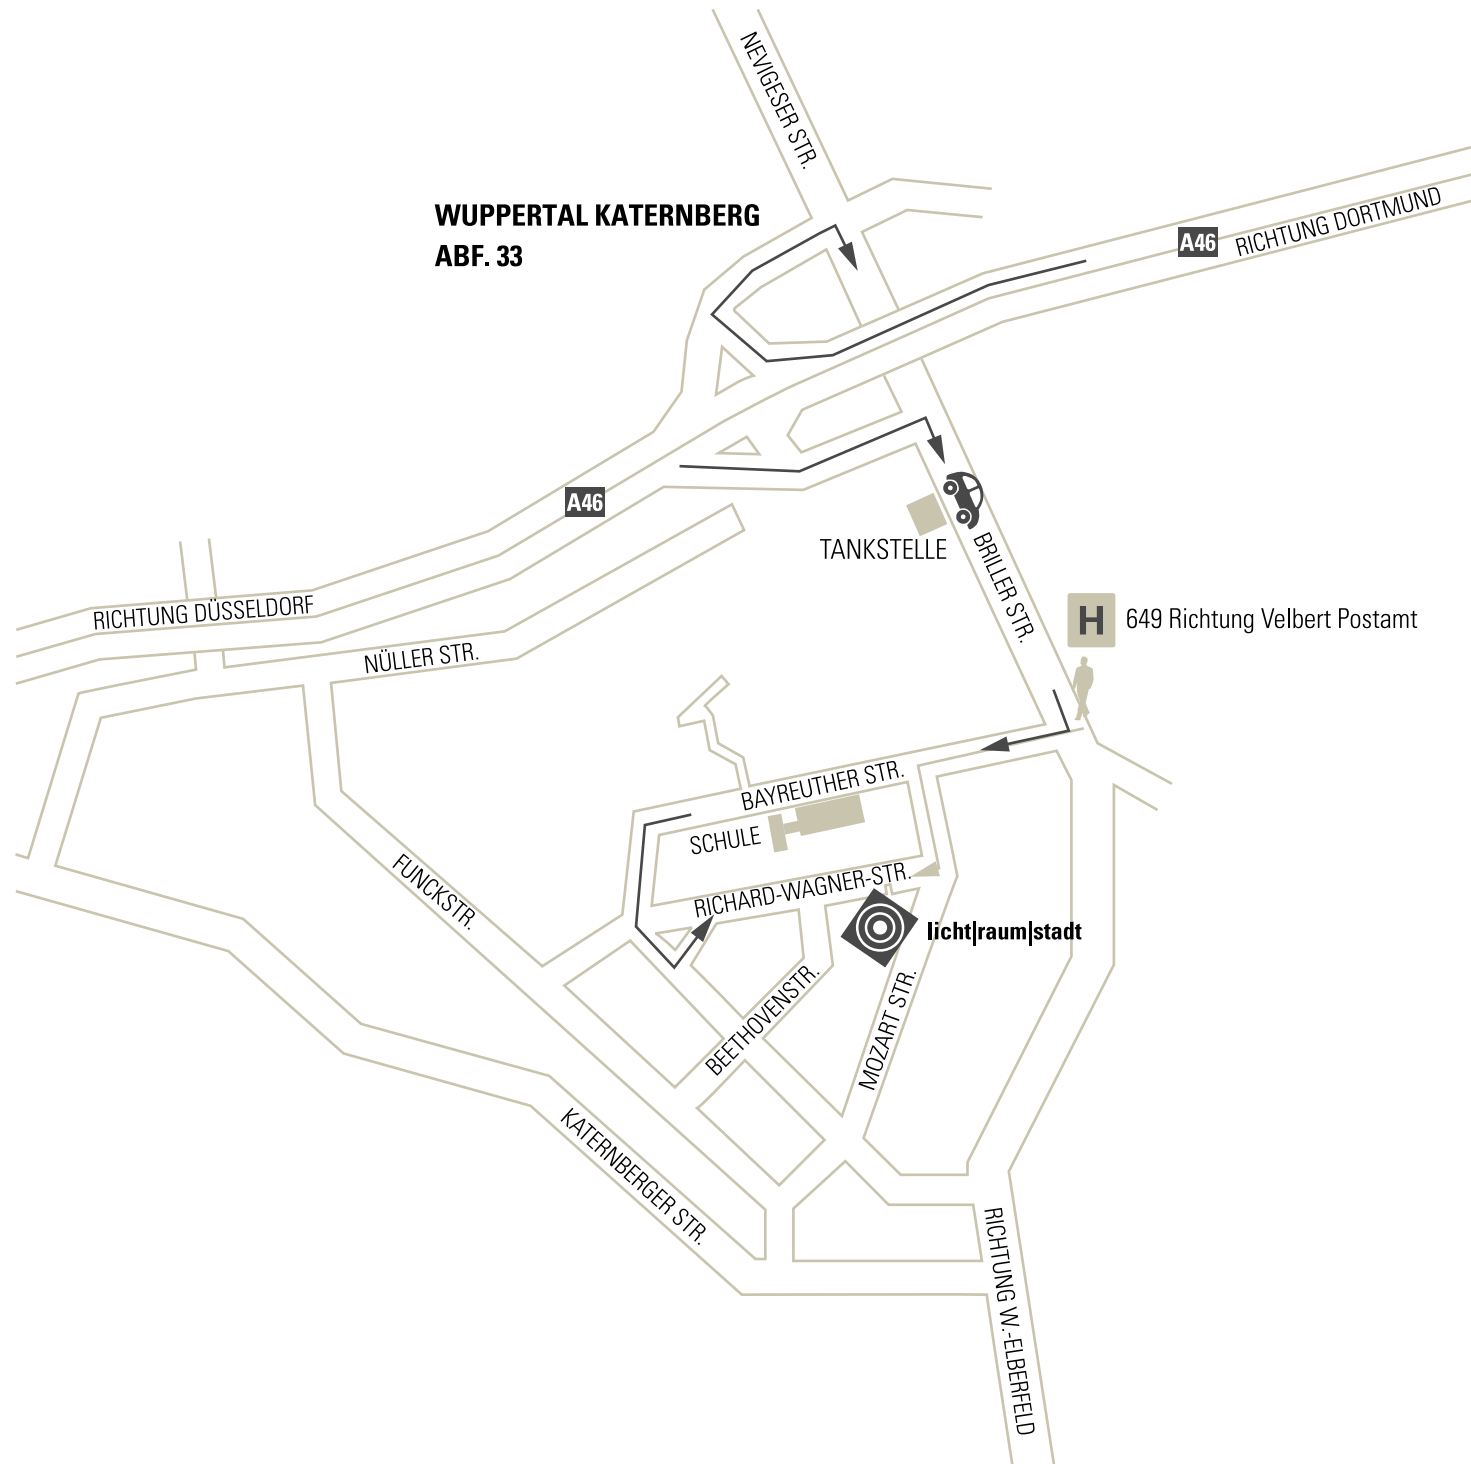 NEVIGESER STR.
WUPPERTAL KATERNBERG
ABF. 33
A46
RICHTUNG DORTMUND
A46
TANKSTELLE
BRILLER STR.
RICHTUNG DÜSSELDORF
H
649 Richtung Velbert Postamt
NÜLLER STR.
BAYREUTHER STR.
SCHULE
FUNCKSTR.
RICHARD-WAGNER-STR.
licht|raum|stadt
BEETHOVENSTR.
MOZART STR.
KATERNBERGER STR.
RICHTUNG W.-ELBERFELD